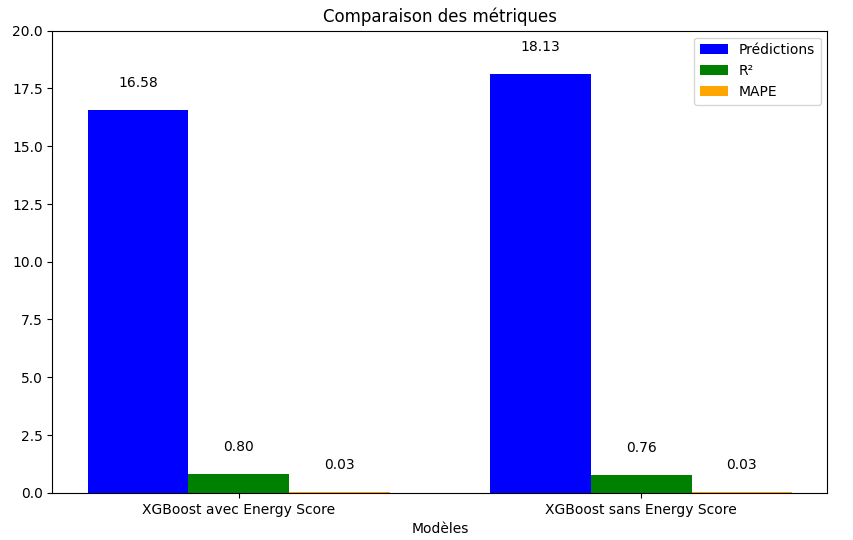 Comparaison des métriques
20.0
17.5
15.0
12.5
10.0
7.5
5.0
2.5
0.0
16.58
0.80
0.03
18.13
0.76
0.03
Prédictions
R²
MAPE
XGBoost avec Energy Score
XGBoost sans Energy Score
Modèles